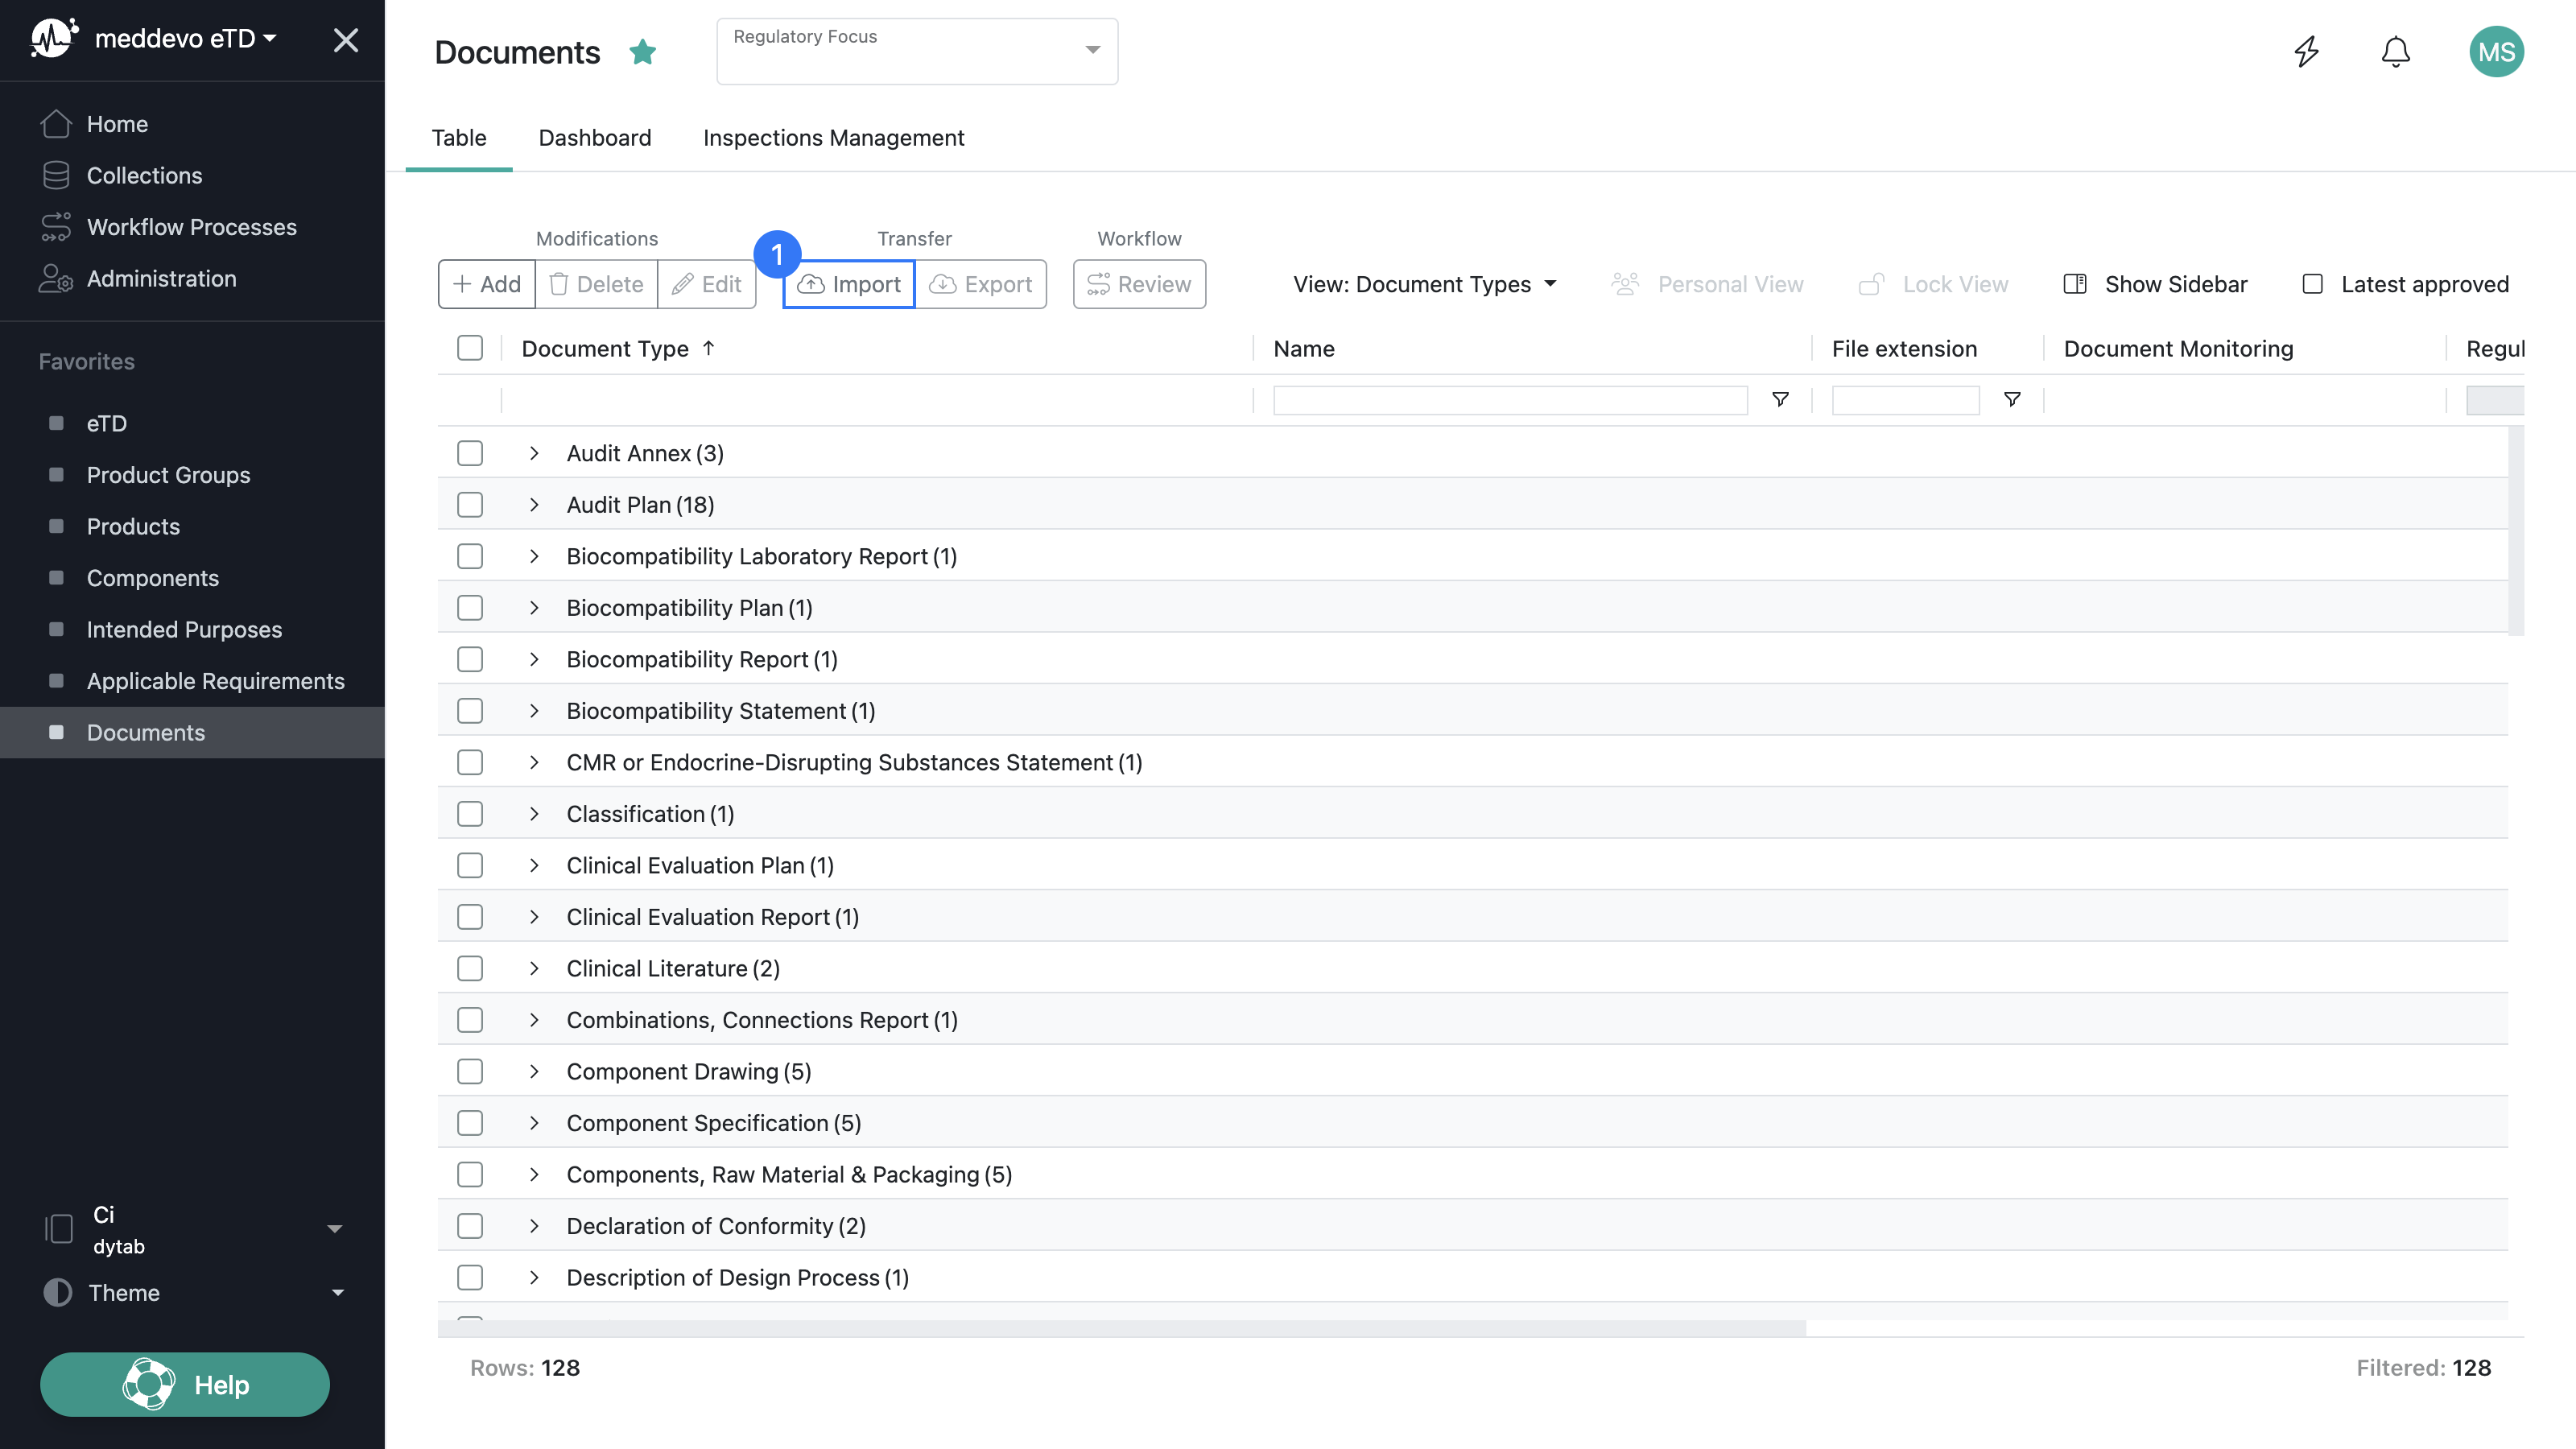 meddevo eTD
Home
Collections
Workflow Processes
Administration
Favorites
eTD
Product Groups
Products
Components
Intended Purposes
Applicable Requirements
Documents
Ci
dytab
Theme
Help
Documents
Regulatory Focus
MS
Table Dashboard Inspections Management
Modifications Transfer Workflow
1
Add Delete Edit Import Export Review View: Document Types Personal View Lock View Show Sidebar Latest approved
Document Type Name File extension Document Monitoring Regul
Audit Annex (3)
Audit Plan (18)
Biocompatibility Laboratory Report (1)
Biocompatibility Plan (1)
Biocompatibility Report (1)
Biocompatibility Statement (1)
CMR or Endocrine-Disrupting Substances Statement (1)
Classification (1)
Clinical Evaluation Plan (1)
Clinical Evaluation Report (1)
Clinical Literature (2)
Combinations, Connections Report (1)
Component Drawing (5)
Component Specification (5)
Components, Raw Material & Packaging (5)
Declaration of Conformity (2)
Description of Design Process (1)
Rows: 128 Filtered: 128